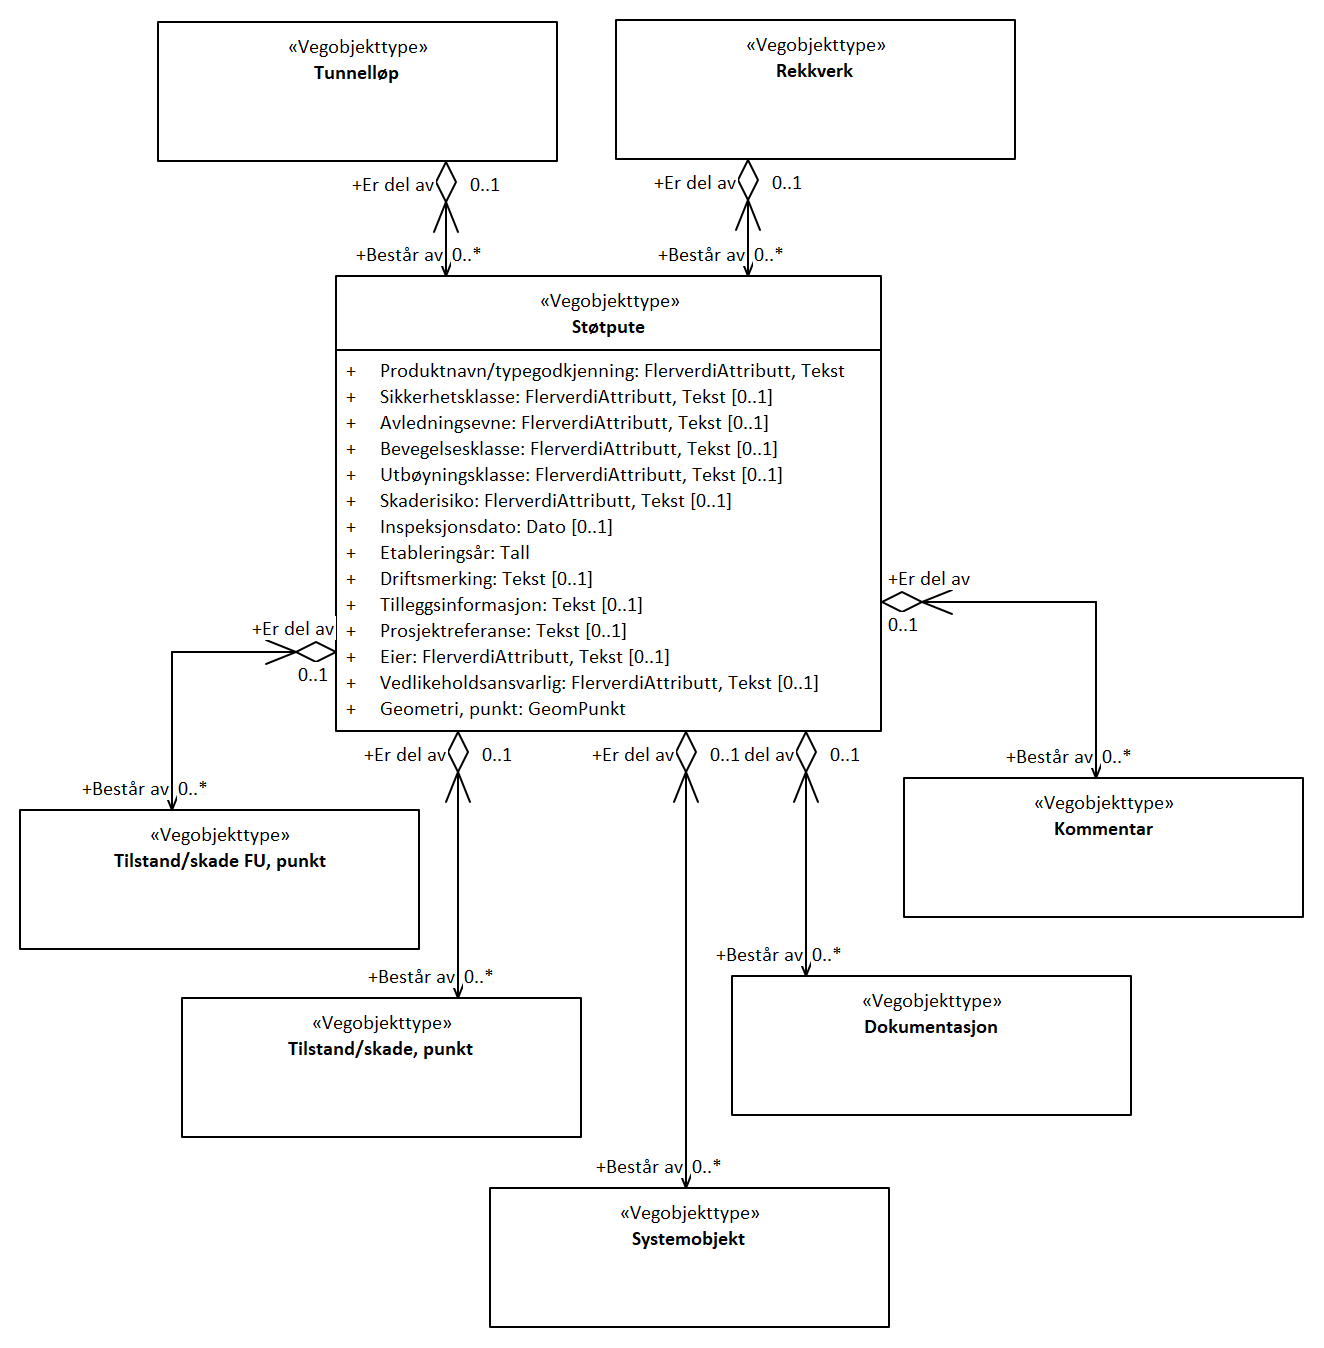 «Vegobjekttype»
Tunnelløp
«Vegobjekttype»
Rekkverk
+Er del av 0..1
+Er del av 0..1
+Består av 0..*
+Består av 0..*
«Vegobjekttype»
Støtpute
+ Produktnavn/typegodkjenning: FlerverdiAttributt, Tekst
+ Sikkerhetsklasse: FlerverdiAttributt, Tekst [0..1]
+ Avledningsevne: FlerverdiAttributt, Tekst [0..1]
+ Bevegelsesklasse: FlerverdiAttributt, Tekst [0..1]
+ Utbøyningsklasse: FlerverdiAttributt, Tekst [0..1]
+ Skaderisiko: FlerverdiAttributt, Tekst [0..1]
+ Inspeksjonsdato: Dato [0..1]
+ Etableringsår: Tall
+ Driftsmerking: Tekst [0..1]
+ Tilleggsinformasjon: Tekst [0..1]
+ Prosjektreferanse: Tekst [0..1]
+ Eier: FlerverdiAttributt, Tekst [0..1]
+ Vedlikeholdsansvarlig: FlerverdiAttributt, Tekst [0..1]
+ Geometri, punkt: GeomPunkt
+Er del av
0..1
+Er del av
0..1
+Er del av 0..1
+Er del av 0..1
del av 0..1
+Består av 0..*
+Består av 0..*
«Vegobjekttype»
Kommentar
«Vegobjekttype»
Tilstand/skade FU, punkt
+Består av 0..*
+Består av 0..*
«Vegobjekttype»
Dokumentasjon
«Vegobjekttype»
Tilstand/skade, punkt
+Består av 0..*
«Vegobjekttype»
Systemobjekt